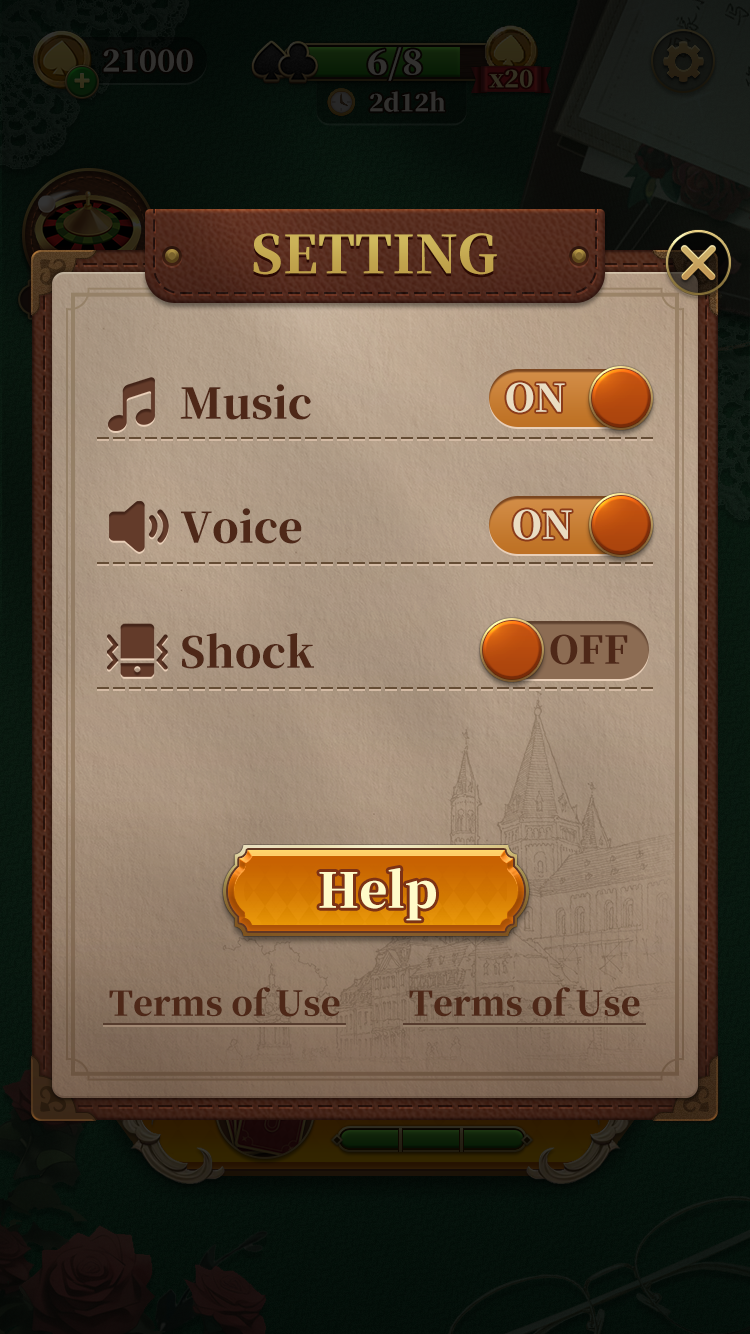 21000
6/8
x20
2d12h
SETTING
Music
ON
Voice
ON
Shock
OFF
Help
Terms of Use
Terms of Use